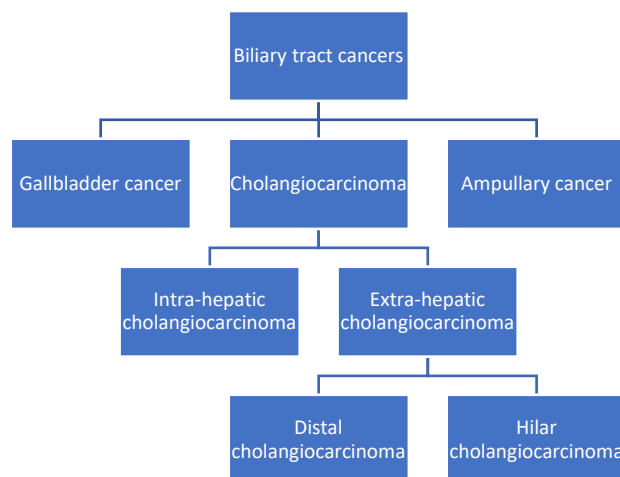 Biliary tract cancers
Gallbladder cancer
Cholangiocarcinoma
Ampullary cancer
Intra-hepatic
cholangiocarcinoma
Extra-hepatic
cholangiocarcinoma
Distal
cholangiocarcinoma
Hilar
cholangiocarcinoma